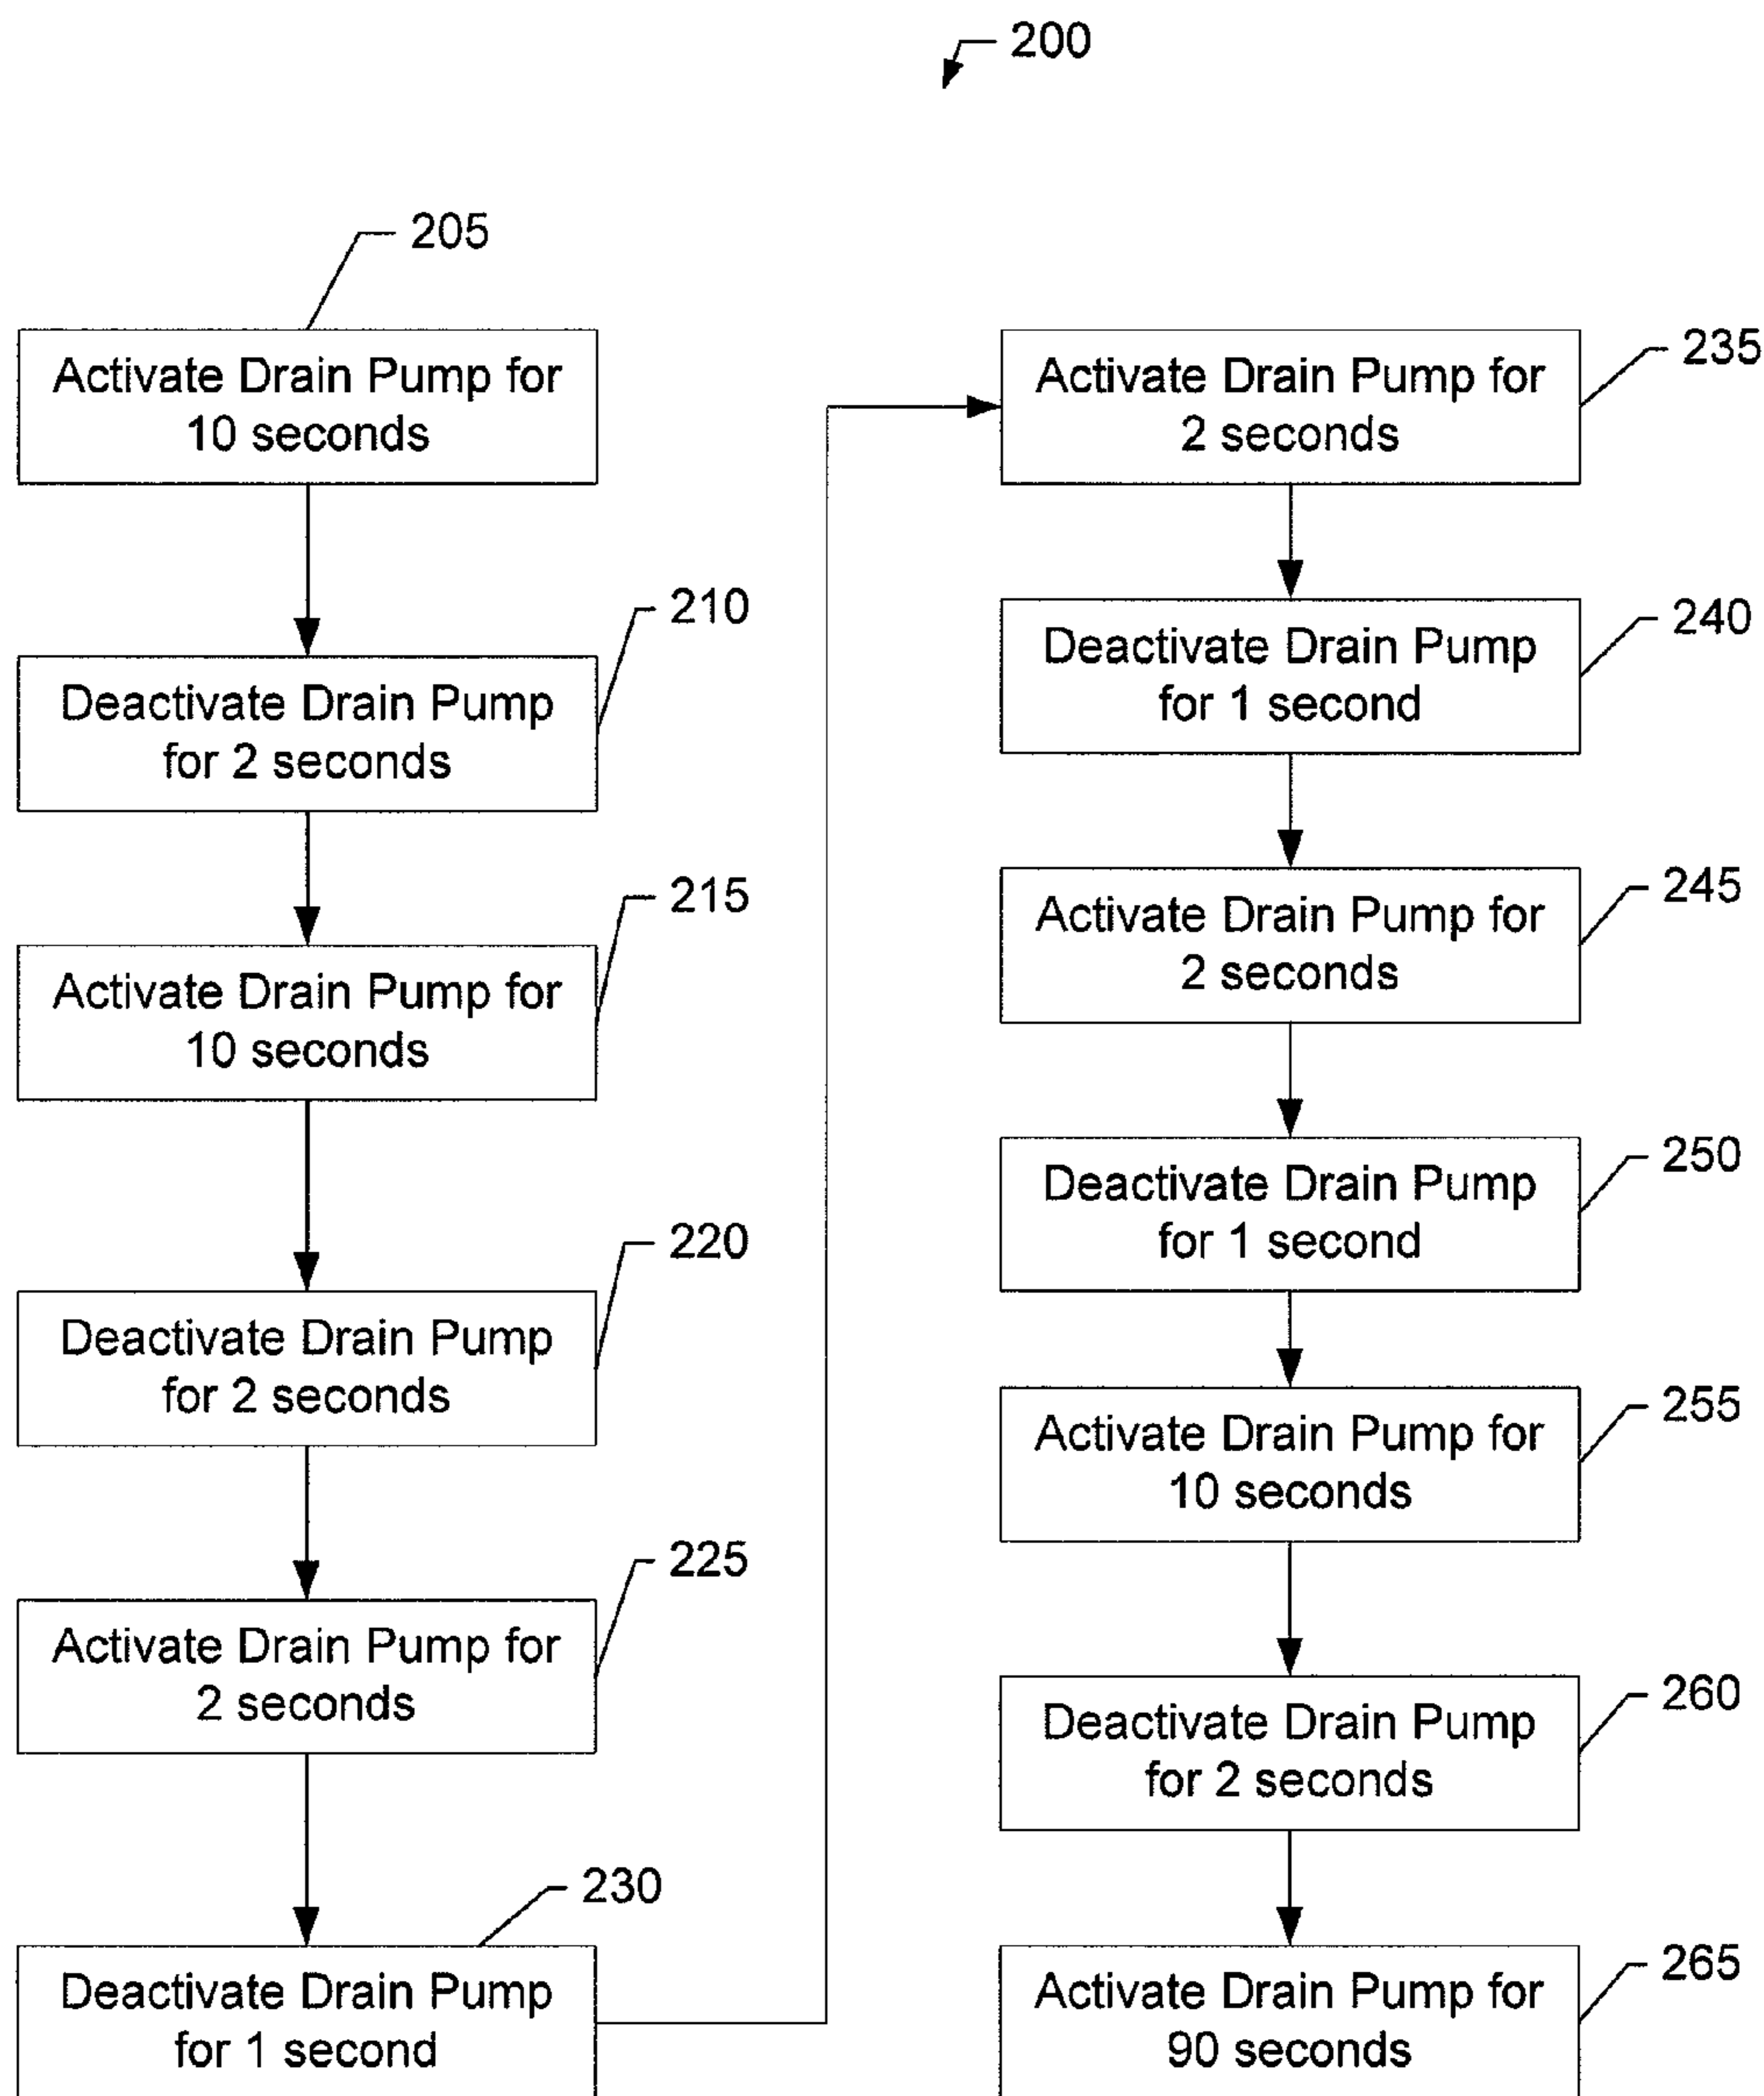 200
205
Activate Drain Pump for
10 seconds
210
Deactivate Drain Pump
for 2 seconds
215
Activate Drain Pump for
10 seconds
220
Deactivate Drain Pump
for 2 seconds
225
Activate Drain Pump for
2 seconds
230
Deactivate Drain Pump
for 1 second
235
Activate Drain Pump for
2 seconds
240
Deactivate Drain Pump
for 1 second
245
Activate Drain Pump for
2 seconds
250
Deactivate Drain Pump
for 1 second
255
Activate Drain Pump for
10 seconds
260
Deactivate Drain Pump
for 2 seconds
265
Activate Drain Pump for
90 seconds